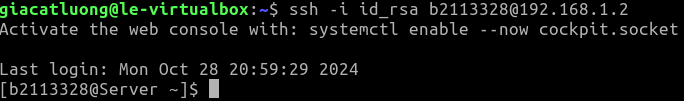 giacatluong@le-virtualbox:~$ ssh -i id_rsa b2113328@192.168.1.2
Activate the web console with: systemctl enable --now cockpit.socket
Last login: Mon Oct 28 20:59:29 2024
[b2113328@Server ~]$